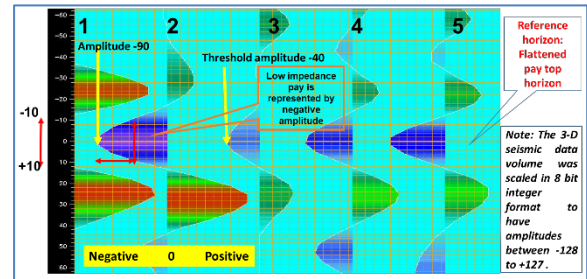 1 2 3 4 5
Amplitude -90
Threshold amplitude -40
Low impedance
pay is
represented by
negative
amplitude
Reference
horizon:
Flattened
pay top
horizon
-10
+10
-50
-40
-30
-20
-10
0
10
20
30
40
50
60
Note: The 3-D
seismic data
volume was
scaled in 8 bit
integer
format to
have
amplitudes
between -128
to +127 .
Negative 0 Positive